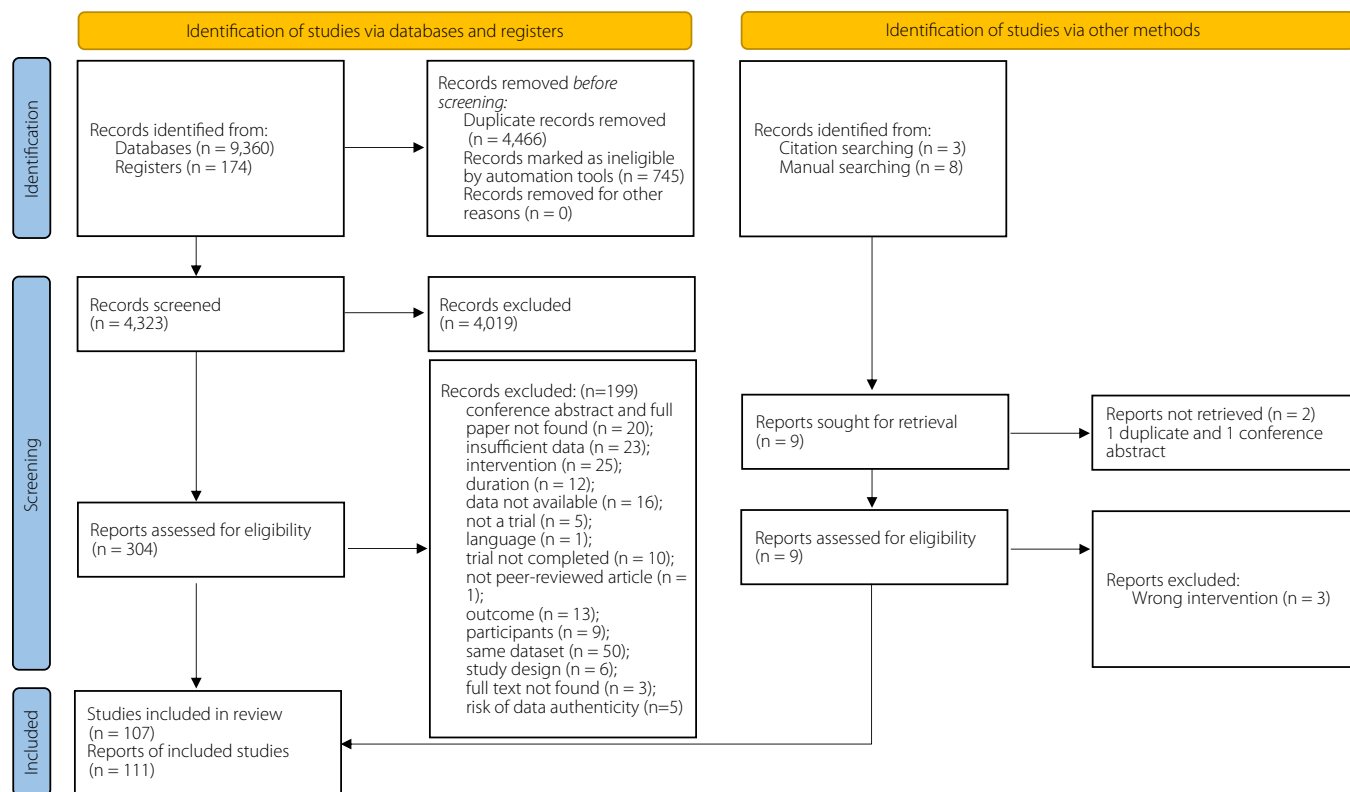 Identification of studies via databases and registers
Identification of studies via other methods
Identification
Records identified from:
Databases (n = 9,360)
Registers (n = 174)
Records removed before
screening:
Duplicate records removed
(n = 4,466)
Records marked as ineligible
by automation tools (n = 745)
Records removed for other
reasons (n = 0)
Records identified from:
Citation searching (n = 3)
Manual searching (n = 8)
Screening
Records screened
(n = 4,323)
Records excluded
(n = 4,019)
Reports assessed for eligibility
(n = 304)
Records excluded: (n=199)
conference abstract and full
paper not found (n = 20);
insufficient data (n = 23);
intervention (n = 25);
duration (n = 12);
data not available (n = 16);
not a trial (n = 5);
language (n = 1);
trial not completed (n = 10);
not peer-reviewed article (n =
1);
outcome (n = 13);
participants (n = 9);
same dataset (n = 50);
study design (n = 6);
full text not found (n = 3);
risk of data authenticity (n=5)
Reports sought for retrieval
(n = 9)
Reports not retrieved (n = 2)
1 duplicate and 1 conference
abstract
Reports assessed for eligibility
(n = 9)
Reports excluded:
Wrong intervention (n = 3)
Included
Studies included in review
(n = 107)
Reports of included studies
(n = 111)